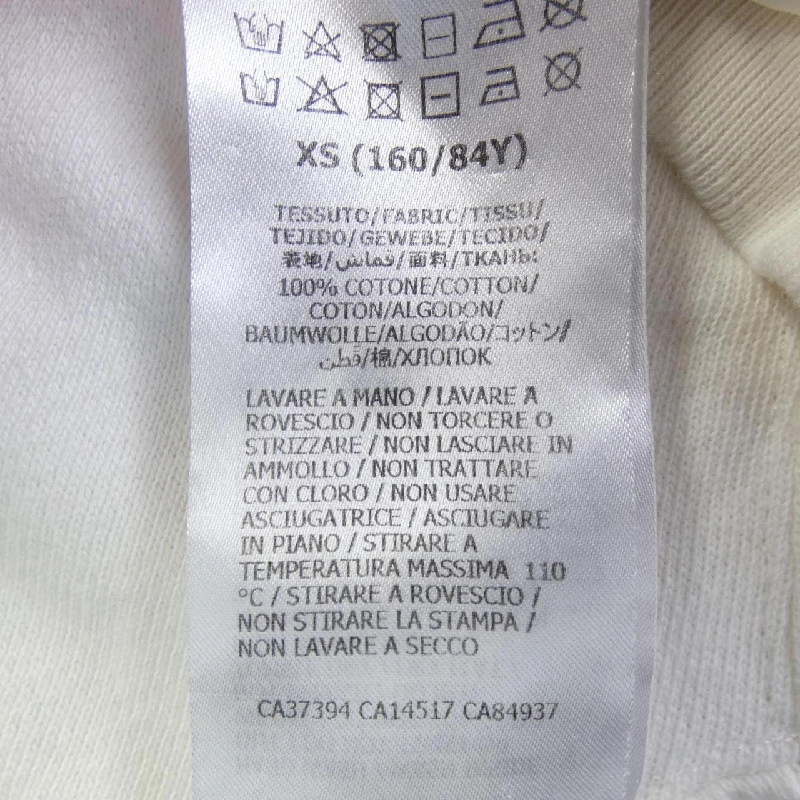 XS (160/84Y)
TESSUTO/FABRIC/TISSU/
TEJIDO/GEWEBE/TECIDO/
表地/قماش/面料/ТКАНЬ:
100% COTONE/COTTON/
COTON/ALGODON/
BAUMWOLLE/ALGODÃO/コットン/
قطن/棉/ХЛОПОК
LAVARE A MANO / LAVARE A
ROVESCIO / NON TORCERE O
STRIZZARE / NON LASCIARE IN
AMMOLLO / NON TRATTARE
CON CLORO / NON USARE
ASCIUGATRICE / ASCIUGARE
IN PIANO / STIRARE A
TEMPERATURA MASSIMA 110
°C / STIRARE A ROVESCIO /
NON STIRARE LA STAMPA /
NON LAVARE A SECCO
CA37394 CA14517 CA84937